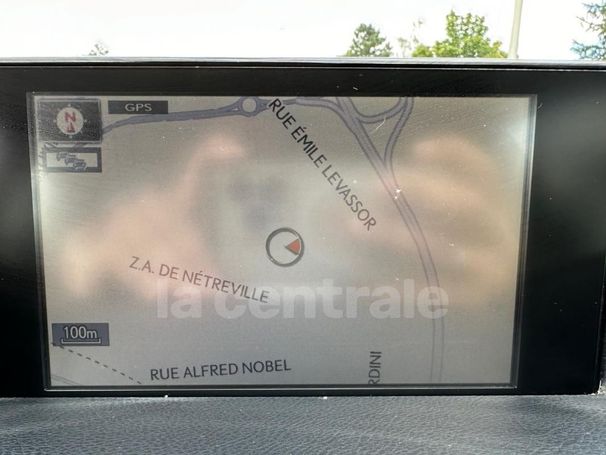 N
GPS
RUE ÉMILE LEVASSOR
Z.A. DE NÉTREVILLE
la centrale
100m
RUE ALFRED NOBEL
RDINI